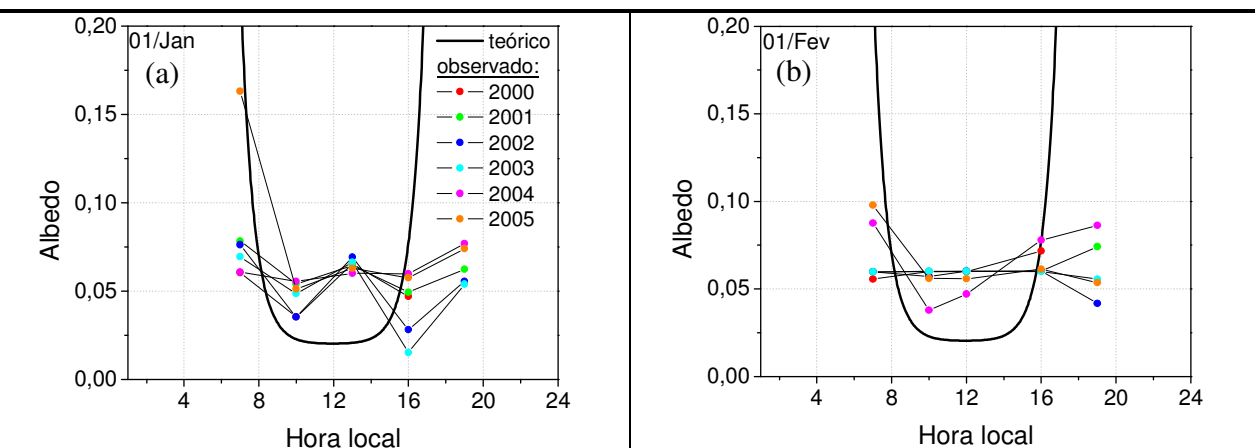 0,20
01/Jan
(a)
teórico
observado:
2000
2001
2002
2003
2004
2005
0,15
0,10
0,05
0,00
Albedo
4 8 12 16 20 24
Hora local
0,20
01/Fev
(b)
0,15
0,10
0,05
0,00
Albedo
4 8 12 16 20 24
Hora local